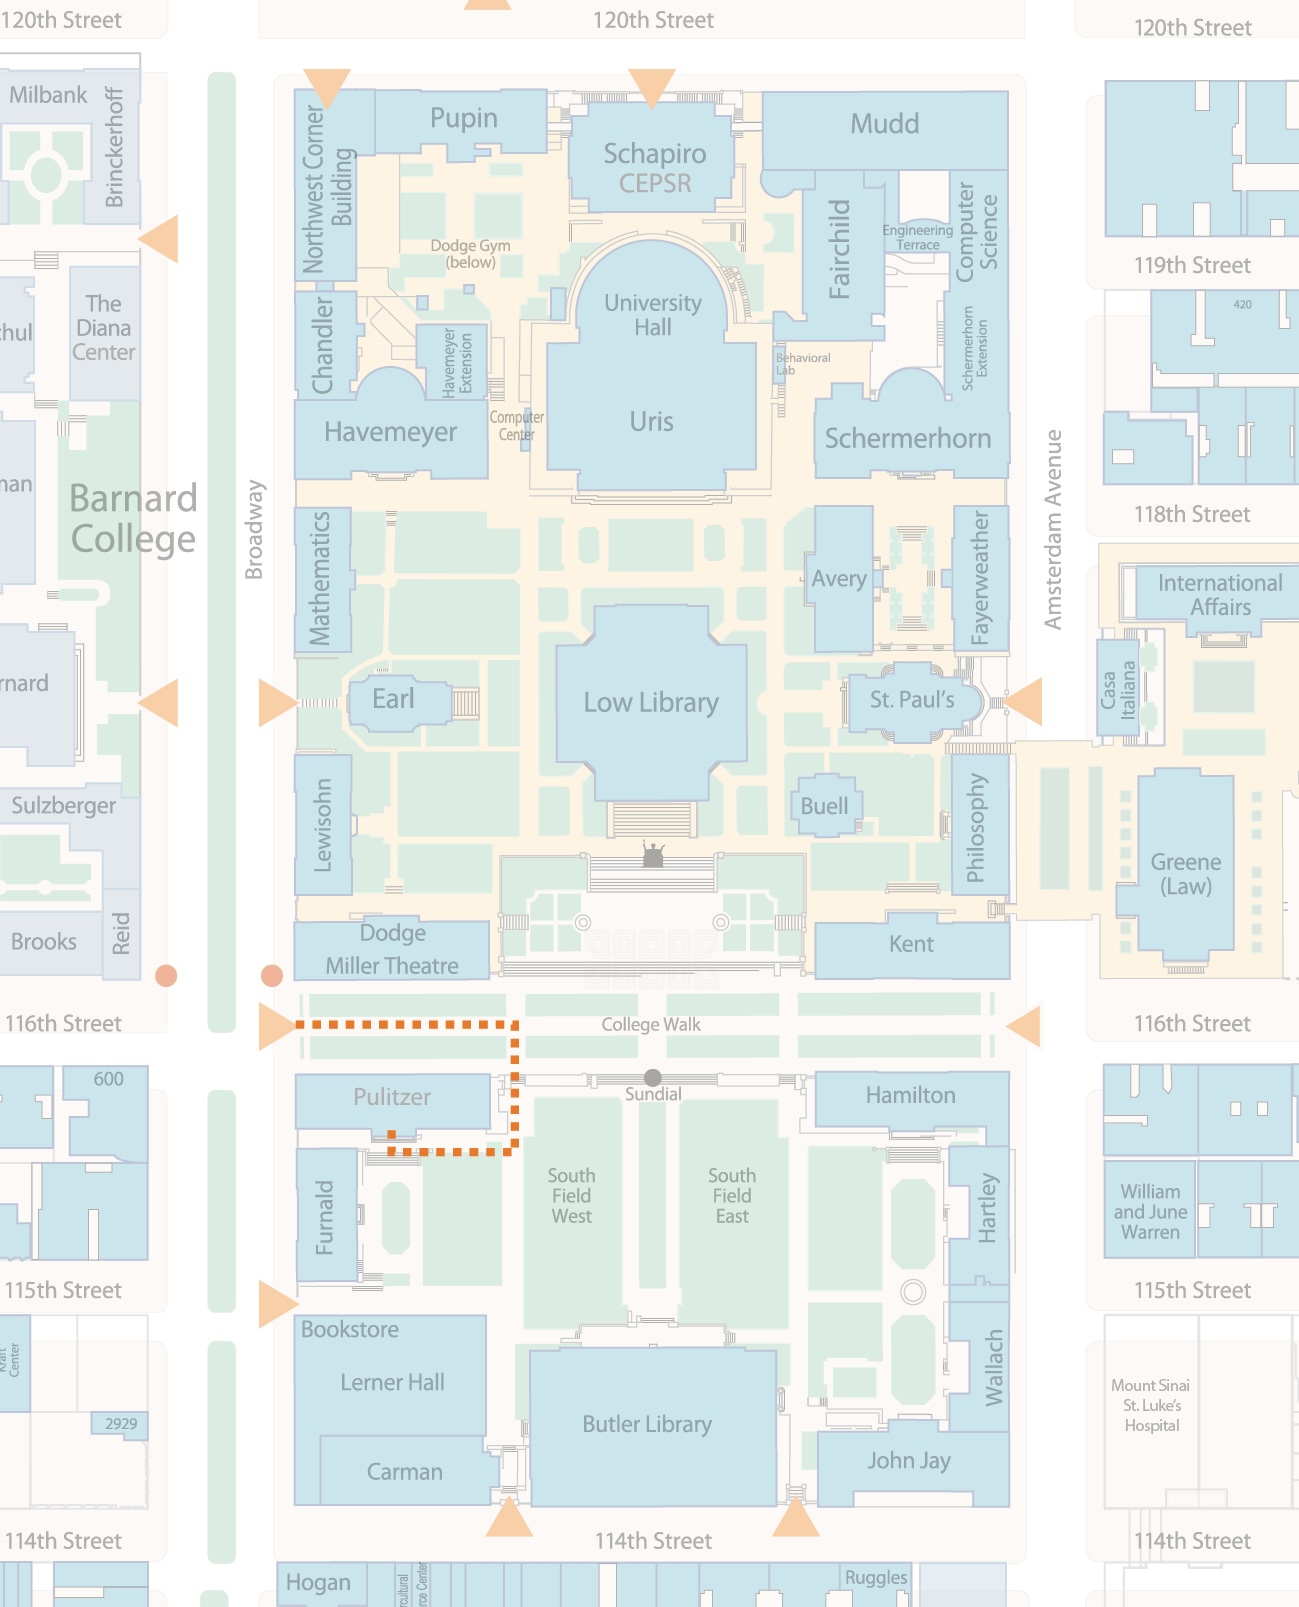 120th Street
120th Street
120th Street
Milbank
Brinckerhoff
Northwest Corner
Building
Pupin
Schapiro
CEPSR
Mudd
Dodge Gym
(below)
Fairchild
Engineering
Terrace
Computer
Science
119th Street
The
Diana
Center
Chandler
Havemeyer
Extension
University
Hall
Behavioral
Lab
Schermerhorn
Extension
420
Havemeyer
Computer
Center
Uris
Schermerhorn
Barnard
College
Broadway
Amsterdam Avenue
118th Street
Mathematics
Avery
Fayerweather
International
Affairs
Earl
Low Library
St. Paul's
Casa
Italiana
Sulzberger
Lewisohn
Buell
Philosophy
Greene
(Law)
Brooks
Reid
Dodge
Miller Theatre
Kent
116th Street
College Walk
116th Street
600
Pulitzer
Sundial
Hamilton
South
Field
West
South
Field
East
Furnald
Hartley
William
and June
Warren
115th Street
115th Street
Bookstore
Lerner Hall
Kraft
Center
Wallach
Mount Sinai
St. Luke's
Hospital
2929
Butler Library
Carman
John Jay
114th Street
114th Street
114th Street
Hogan
Ruggles